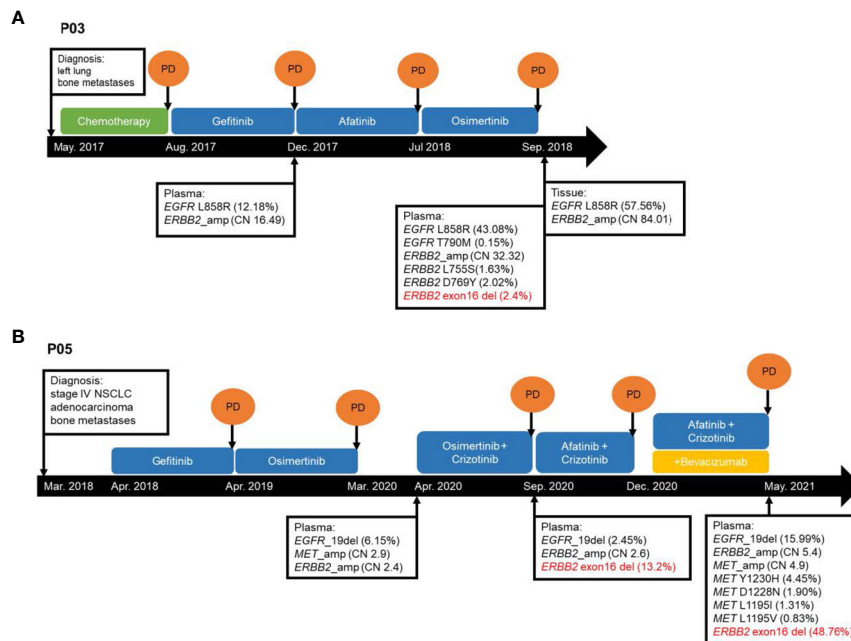 A
P03
Diagnosis:
left lung
bone metastases
PD
PD
PD
PD
Chemotherapy
Gefitinib
Afatinib
Osimertinib
May. 2017
Aug. 2017
Dec. 2017
Jul 2018
Sep. 2018
Plasma:
EGFR L858R (12.18%)
ERBB2_amp (CN 16.49)
Plasma:
EGFR L858R (43.08%)
EGFR T790M (0.15%)
ERBB2_amp (CN 32.32)
ERBB2 L755S(1.63%)
ERBB2 D769Y (2.02%)
ERBB2 exon16 del (2.4%)
Tissue:
EGFR L858R (57.56%)
ERBB2_amp (CN 84.01)
B
P05
Diagnosis:
stage IV NSCLC
adenocarcinoma
bone metastases
PD
PD
PD
PD
PD
Gefitinib
Osimertinib
Osimertinib+
Crizotinib
Afatinib +
Crizotinib
Afatinib +
Crizotinib
+Bevacizumab
Mar. 2018
Apr. 2018
Apr. 2019
Mar. 2020
Apr. 2020
Sep. 2020
Dec. 2020
May. 2021
Plasma:
EGFR_19del (6.15%)
MET_amp (CN 2.9)
ERBB2_amp (CN 2.4)
Plasma:
EGFR_19del (2.45%)
ERBB2_amp (CN 2.6)
ERBB2 exon16 del (13.2%)
Plasma:
EGFR_19del (15.99%)
ERBB2_amp (CN 5.4)
MET_amp (CN 4.9)
MET Y1230H (4.45%)
MET D1228N (1.90%)
MET L1195I (1.31%)
MET L1195V (0.83%)
ERBB2 exon16 del (48.76%)